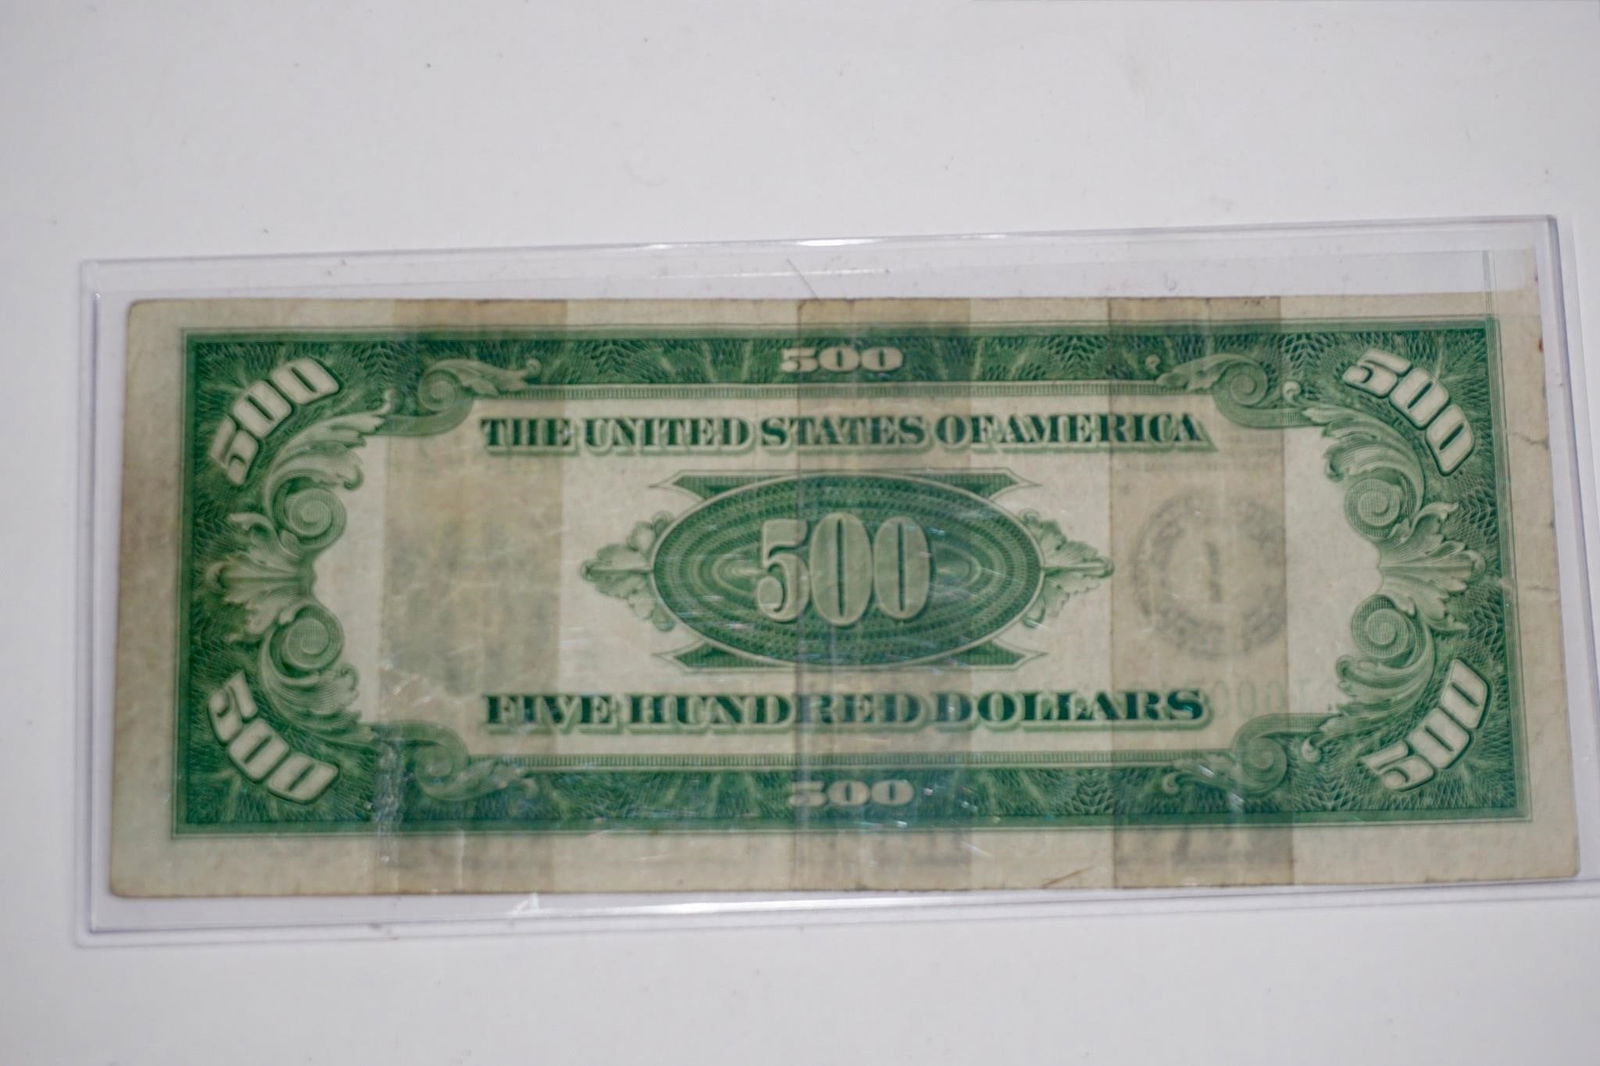 500
500 500
THE UNITED STATES OF AMERICA
500
FIVE HUNDRED DOLLARS
500 500
500